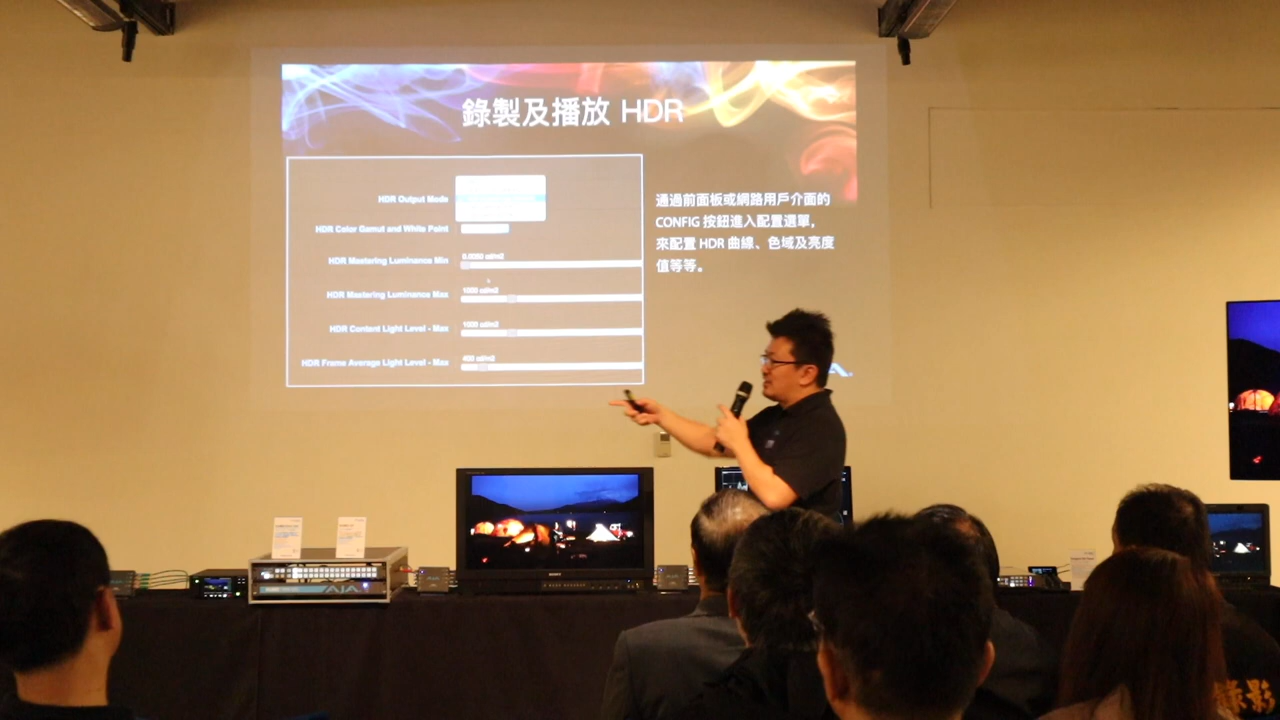 錄製及播放 HDR
HDR Output Mode
HDR Color Gamut and White Point
HDR Mastering Luminance Min
HDR Mastering Luminance Max
1000 cd/m2
HDR Content Light Level - Max
1000 cd/m2
HDR Frame Average Light Level - Max
400 cd/m2
通過前面板或網路用戶介面的
CONFIG 按鈕進入配置選單,
來配置 HDR 曲線、色域及亮度
值等等。
SONY
AJA
錄影